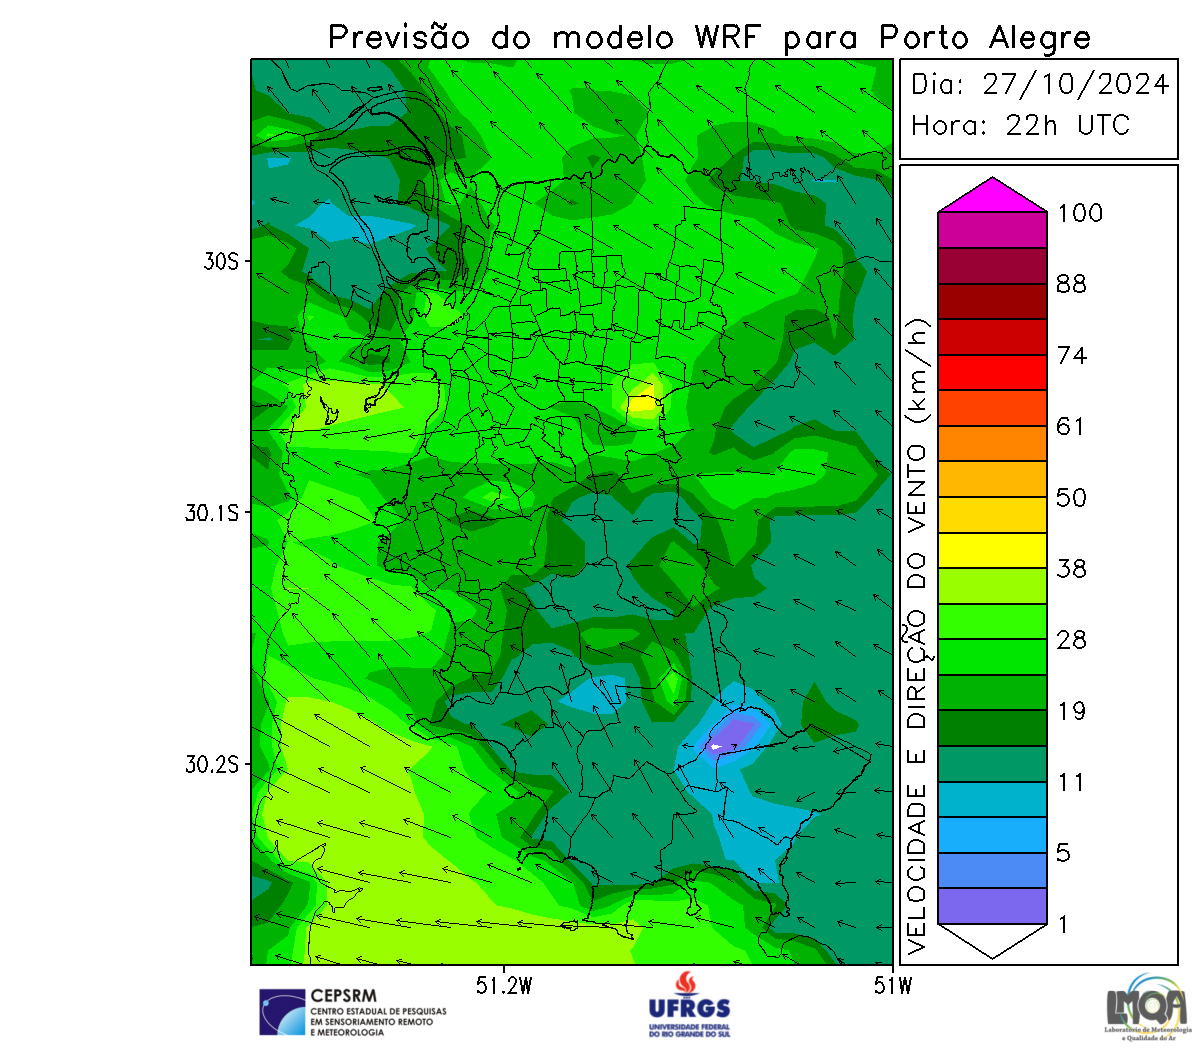 Previsão do modelo WRF para Porto Alegre
Dia: 27/10/2024
Hora: 22h UTC
30S
30.1S
30.2S
51.2W
51W
VELOCIDADE E DIREÇÃO DO VENTO (km/h)
100
88
74
61
50
38
28
19
11
5
1
CEPSRM
CENTRO ESTADUAL DE PESQUISAS
EM SENSORIAMENTO REMOTO
E METEOROLOGIA
UFRGS
UNIVERSIDADE FEDERAL
DO RIO GRANDE DO SUL
LMQA
Laboratório de Meteorologia
e Qualidade do Ar